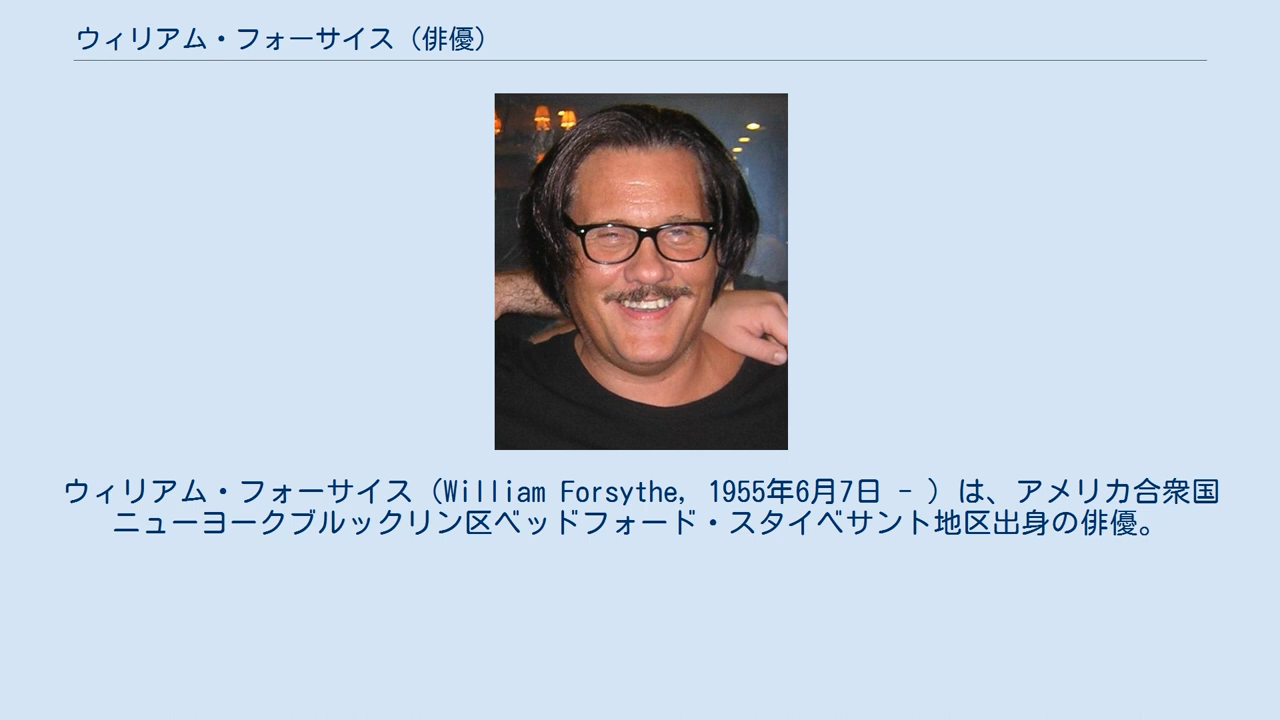 ウィリアム・フォーサイス（俳優）
ウィリアム・フォーサイス（William Forsythe, 1955年6月7日 - ）は、アメリカ合衆国
ニューヨークブルックリン区ベッドフォード・スタイベサント地区出身の俳優。